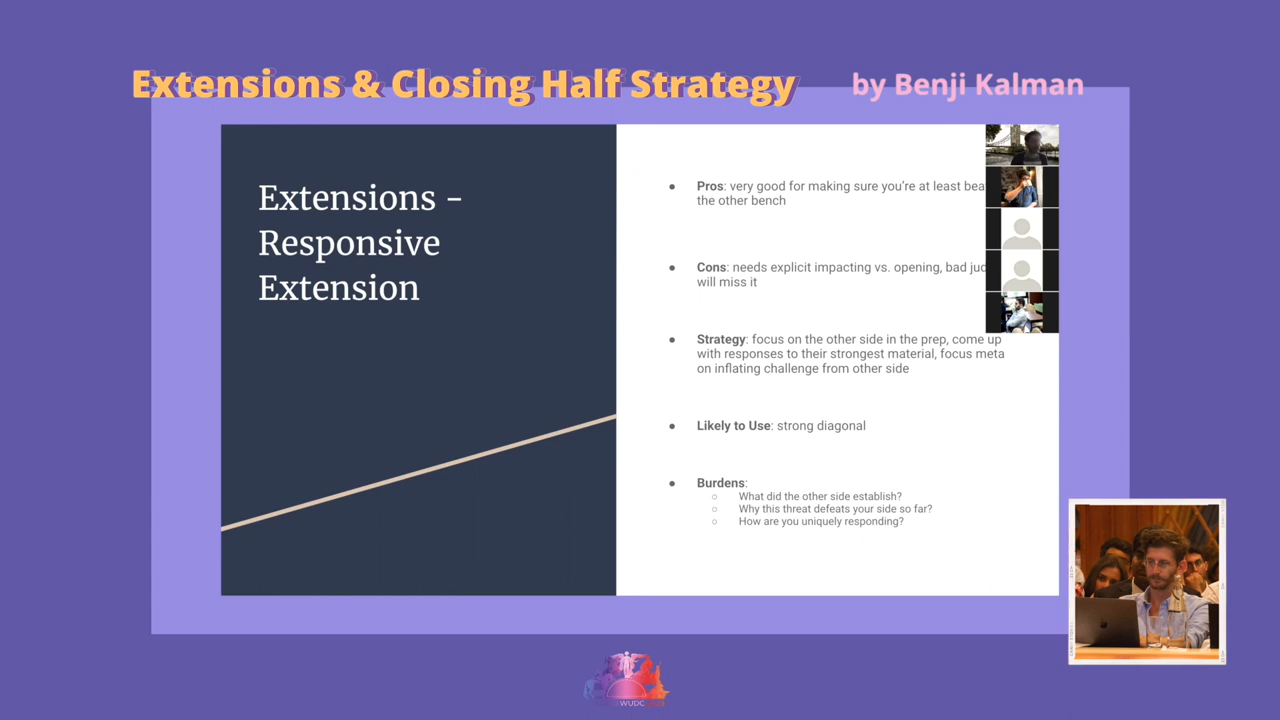 Extensions & Closing Half Strategy
by Benji Kalman
Extensions -
Responsive
Extension
● Pros: very good for making sure you're at least
the other bench
● Cons: needs explicit impacting vs. opening, bad
will miss it
● Strategy: focus on the other side in the prep, come up
with responses to their strongest material, focus meta
on inflating challenge from other side
● Likely to Use: strong diagonal
● Burdens:
○ What did the other side establish?
○ Why this threat defeats your side so far?
○ How are you uniquely responding?
WUDC